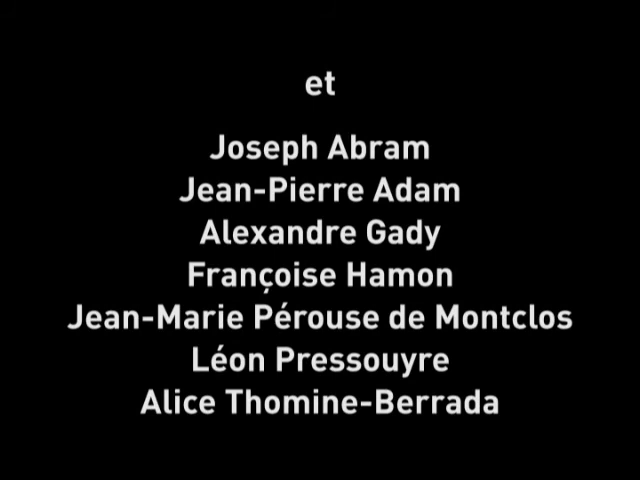 et
Joseph Abram
Jean-Pierre Adam
Alexandre Gady
Françoise Hamon
Jean-Marie Pérouse de Montclos
Léon Pressouyre
Alice Thomine-Berrada